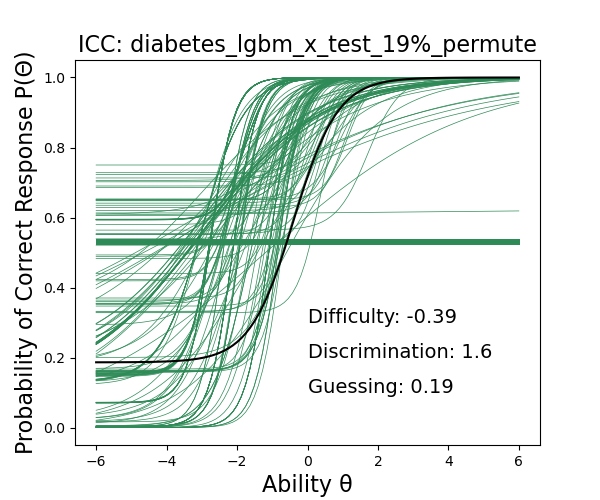 ICC: diabetes_lgbm_x_test_19%_permute
Probability of Correct Response P(Θ)
1.0
0.8
0.6
0.4
0.2
0.0
Difficulty: -0.39
Discrimination: 1.6
Guessing: 0.19
−6 −4 −2 0 2 4 6
Ability θ